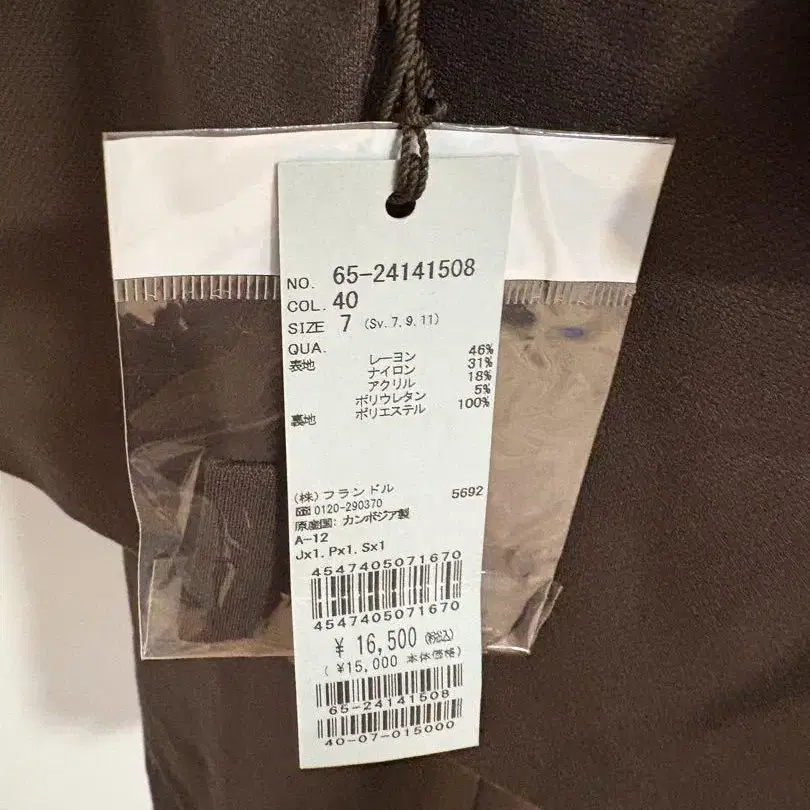 NO. 65-24141508
COL. 40
SIZE 7 (Sv.7.9.11)
QUA.
表地 レーヨン 46%
ナイロン 31%
アクリル 18%
ポリウレタン 5%
裏地 ポリエステル 100%
(株)フランドル 5692
0120-290370
原産国: カンボジア製
A-12
Jx1. Px1. Sx1
4547405071670
4547405071670
¥ 16,500 (税込)
( ¥15,000 本体価格)
65-24141508
40-07-015000